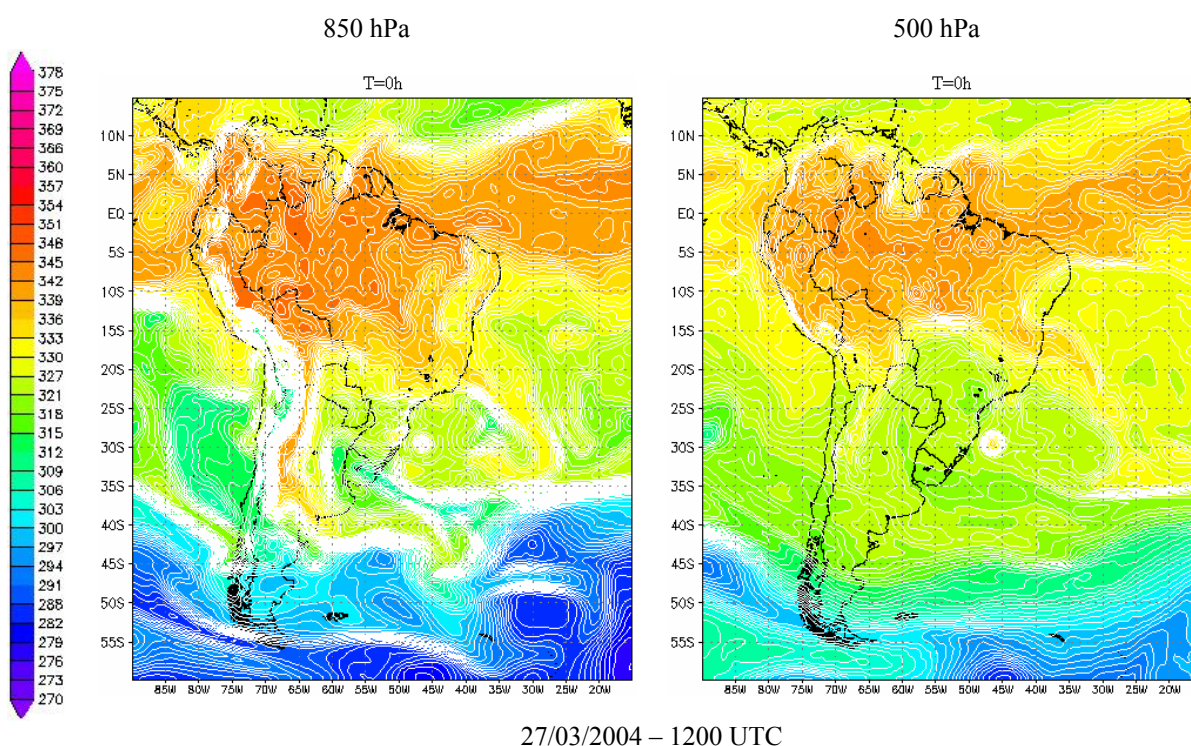 850 hPa
500 hPa
T=0h
T=0h
378
375
372
369
366
363
360
357
354
351
348
345
342
339
336
333
330
327
324
321
318
315
312
309
306
303
300
297
294
291
288
285
282
279
276
273
270
10N
5N
EQ
5S
10S
15S
20S
25S
30S
35S
40S
45S
50S
55S
85W 80W 75W 70W 65W 60W 55W 50W 45W 40W 35W 30W 25W 20W
10N
5N
EQ
5S
10S
15S
20S
25S
30S
35S
40S
45S
50S
55S
85W 80W 75W 70W 65W 60W 55W 50W 45W 40W 35W 30W 25W 20W
27/03/2004 – 1200 UTC